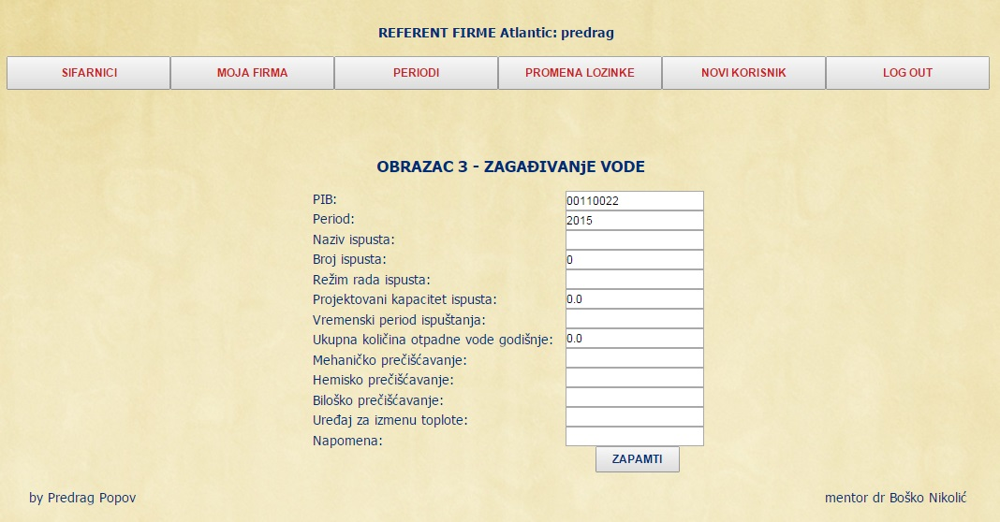 REFERENT FIRME Atlantic: predrag
SIFARNICI MOJA FIRMA PERIODI PROMENA LOZINKE NOVI KORISNIK LOG OUT
OBRAZAC 3 - ZAGAĐIVANjE VODE
PIB: 00110022
Period: 2015
Naziv ispusta:
Broj ispusta: 0
Režim rada ispusta:
Projektovani kapacitet ispusta: 0.0
Vremenski period ispuštanja:
Ukupna količina otpadne vode godišnje: 0.0
Mehaničko prečišćavanje:
Hemisko prečišćavanje:
Biloško prečišćavanje:
Uređaj za izmenu toplote:
Napomena:
ZAPAMTI
by Predrag Popov mentor dr Boško Nikolić